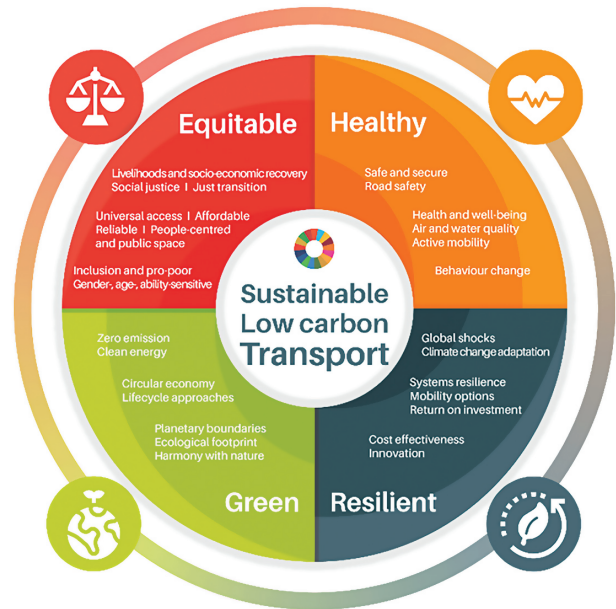 Equitable
Livelihoods and socio-economic recovery
Social justice I Just transition
Universal access I Affordable
Reliable I People-centred
and public space
Inclusion and pro-poor
Gender-, age-, ability-sensitive
Healthy
Safe and secure
Road safety
Health and well-being
Air and water quality
Active mobility
Behaviour change
Sustainable
Low carbon
Transport
Zero emission
Clean energy
Circular economy
Lifecycle approaches
Planetary boundaries
Ecological footprint
Harmony with nature
Green
Global shocks
Climate change adaptation
Systems resilience
Mobility options
Return on investment
Cost effectiveness
Innovation
Resilient